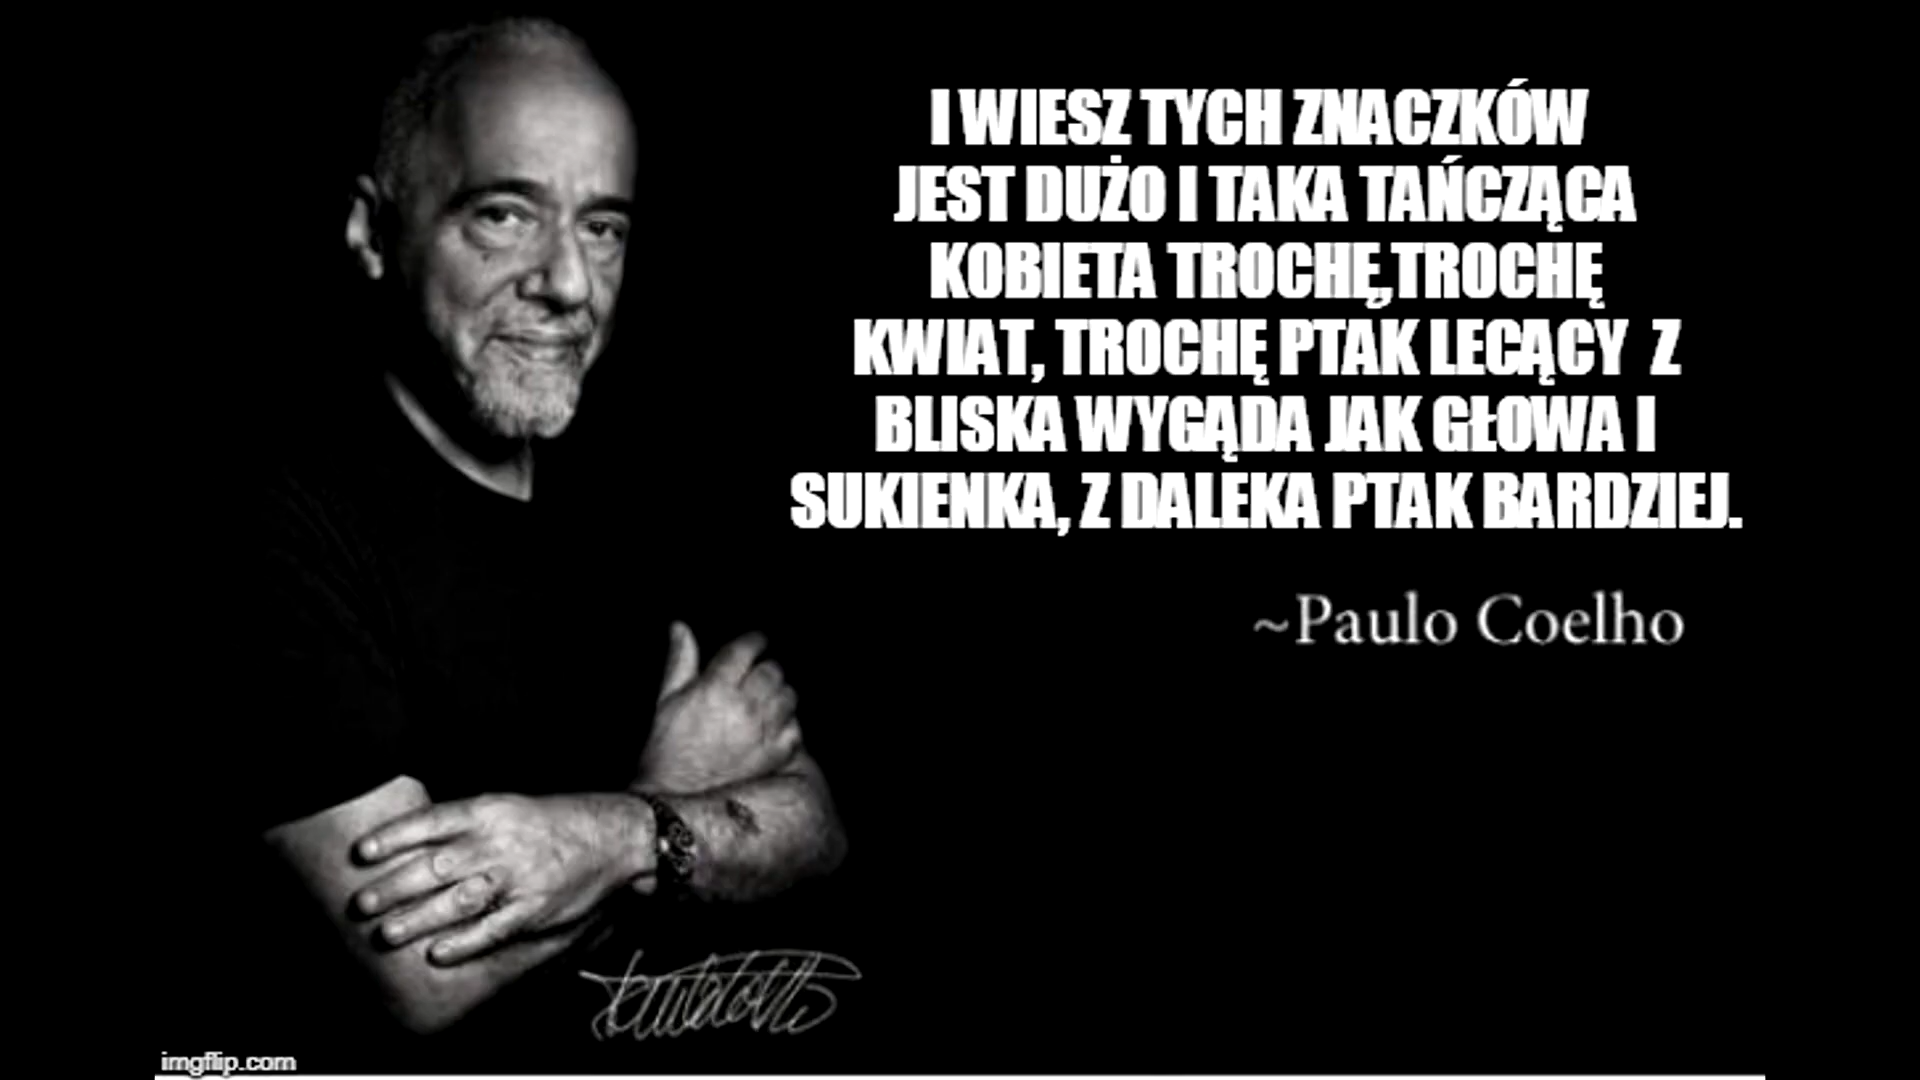 I WIESZ TYCH ZNACZKÓW
JEST DUŻO I TAKA TAŃCZĄCA
KOBIETA TROCHĘ,TROCHĘ
KWIAT, TROCHĘ PTAK LECĄCY Z
BLISKA WYGĄDA JAK GŁOWA I
SUKIENKA, Z DALEKA PTAK BARDZIEJ.
~Paulo Coelho
imgflip.com